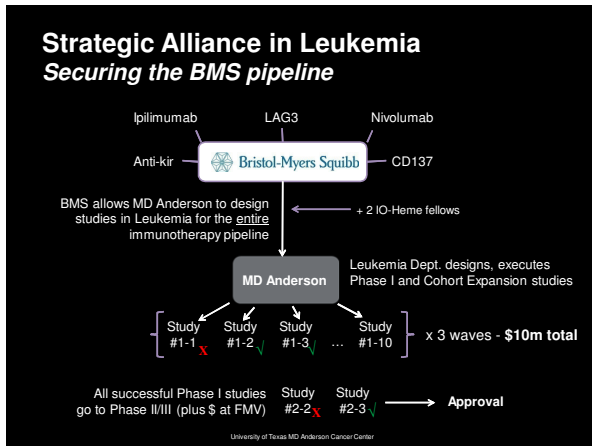 Strategic Alliance in Leukemia
Securing the BMS pipeline
Ipilimumab LAG3 Nivolumab
Anti-kir Bristol-Myers Squibb CD137
BMS allows MD Anderson to design
studies in Leukemia for the entire
immunotherapy pipeline
+ 2 IO-Heme fellows
MD Anderson
Leukemia Dept. designs, executes
Phase I and Cohort Expansion studies
Study Study Study Study
#1-1 X #1-2 √ #1-3 √ … #1-10
x 3 waves - $10m total
All successful Phase I studies
go to Phase II/III (plus $ at FMV)
Study Study
#2-2 X #2-3 √
Approval
University of Texas MD Anderson Cancer Center